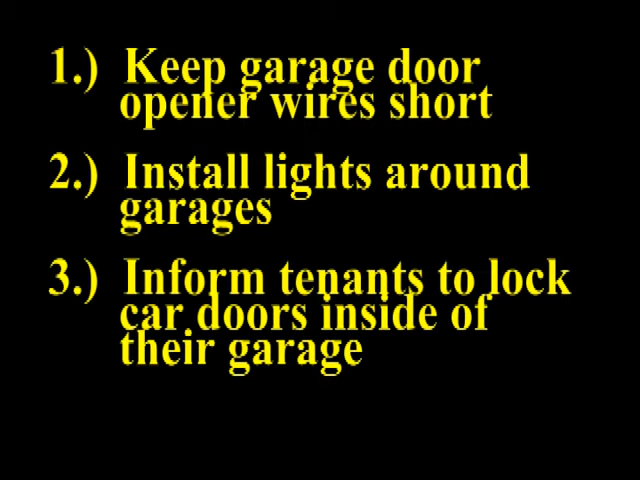 1.) Keep garage door
opener wires short
2.) Install lights around
garages
3.) Inform tenants to lock
car doors inside of
their garage